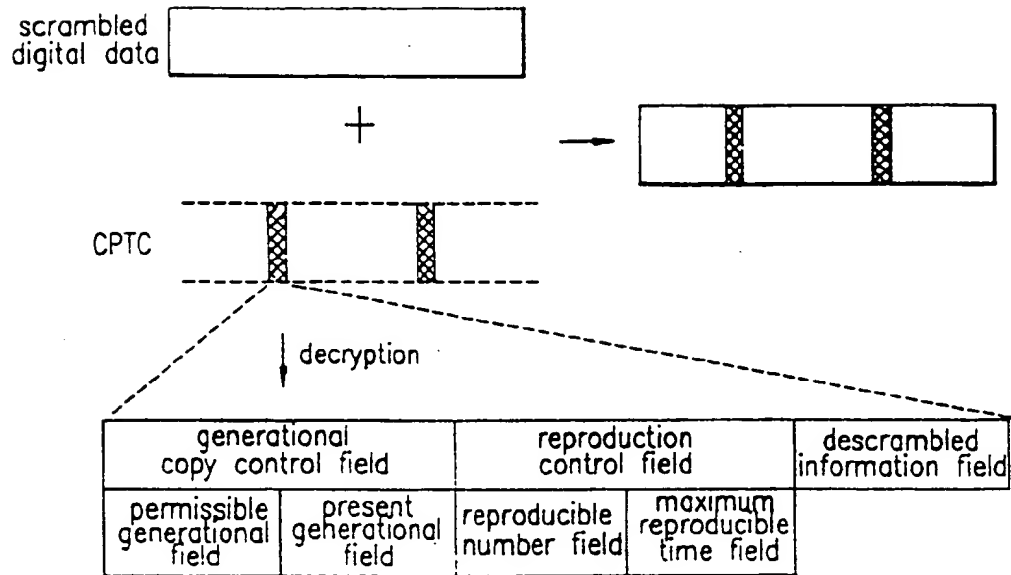 scrambled
digital data
+
CPTC
decryption
generational
copy control field
reproduction
control field
descrambled
information field
permissible
generational
field
present
generational
field
reproducible
number field
maximum
reproducible
time field